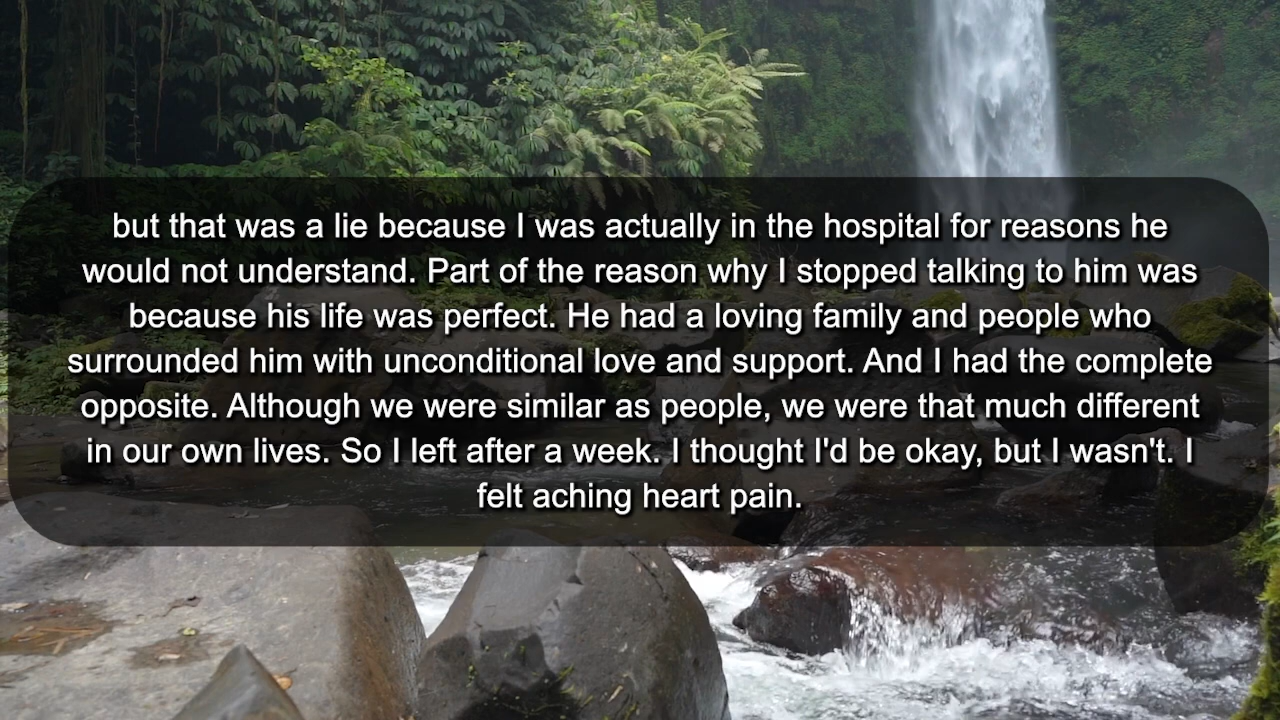 but that was a lie because I was actually in the hospital for reasons he
would not understand. Part of the reason why I stopped talking to him was
because his life was perfect. He had a loving family and people who
surrounded him with unconditional love and support. And I had the complete
opposite. Although we were similar as people, we were that much different
in our own lives. So I left after a week. I thought I'd be okay, but I wasn't. I
felt aching heart pain.